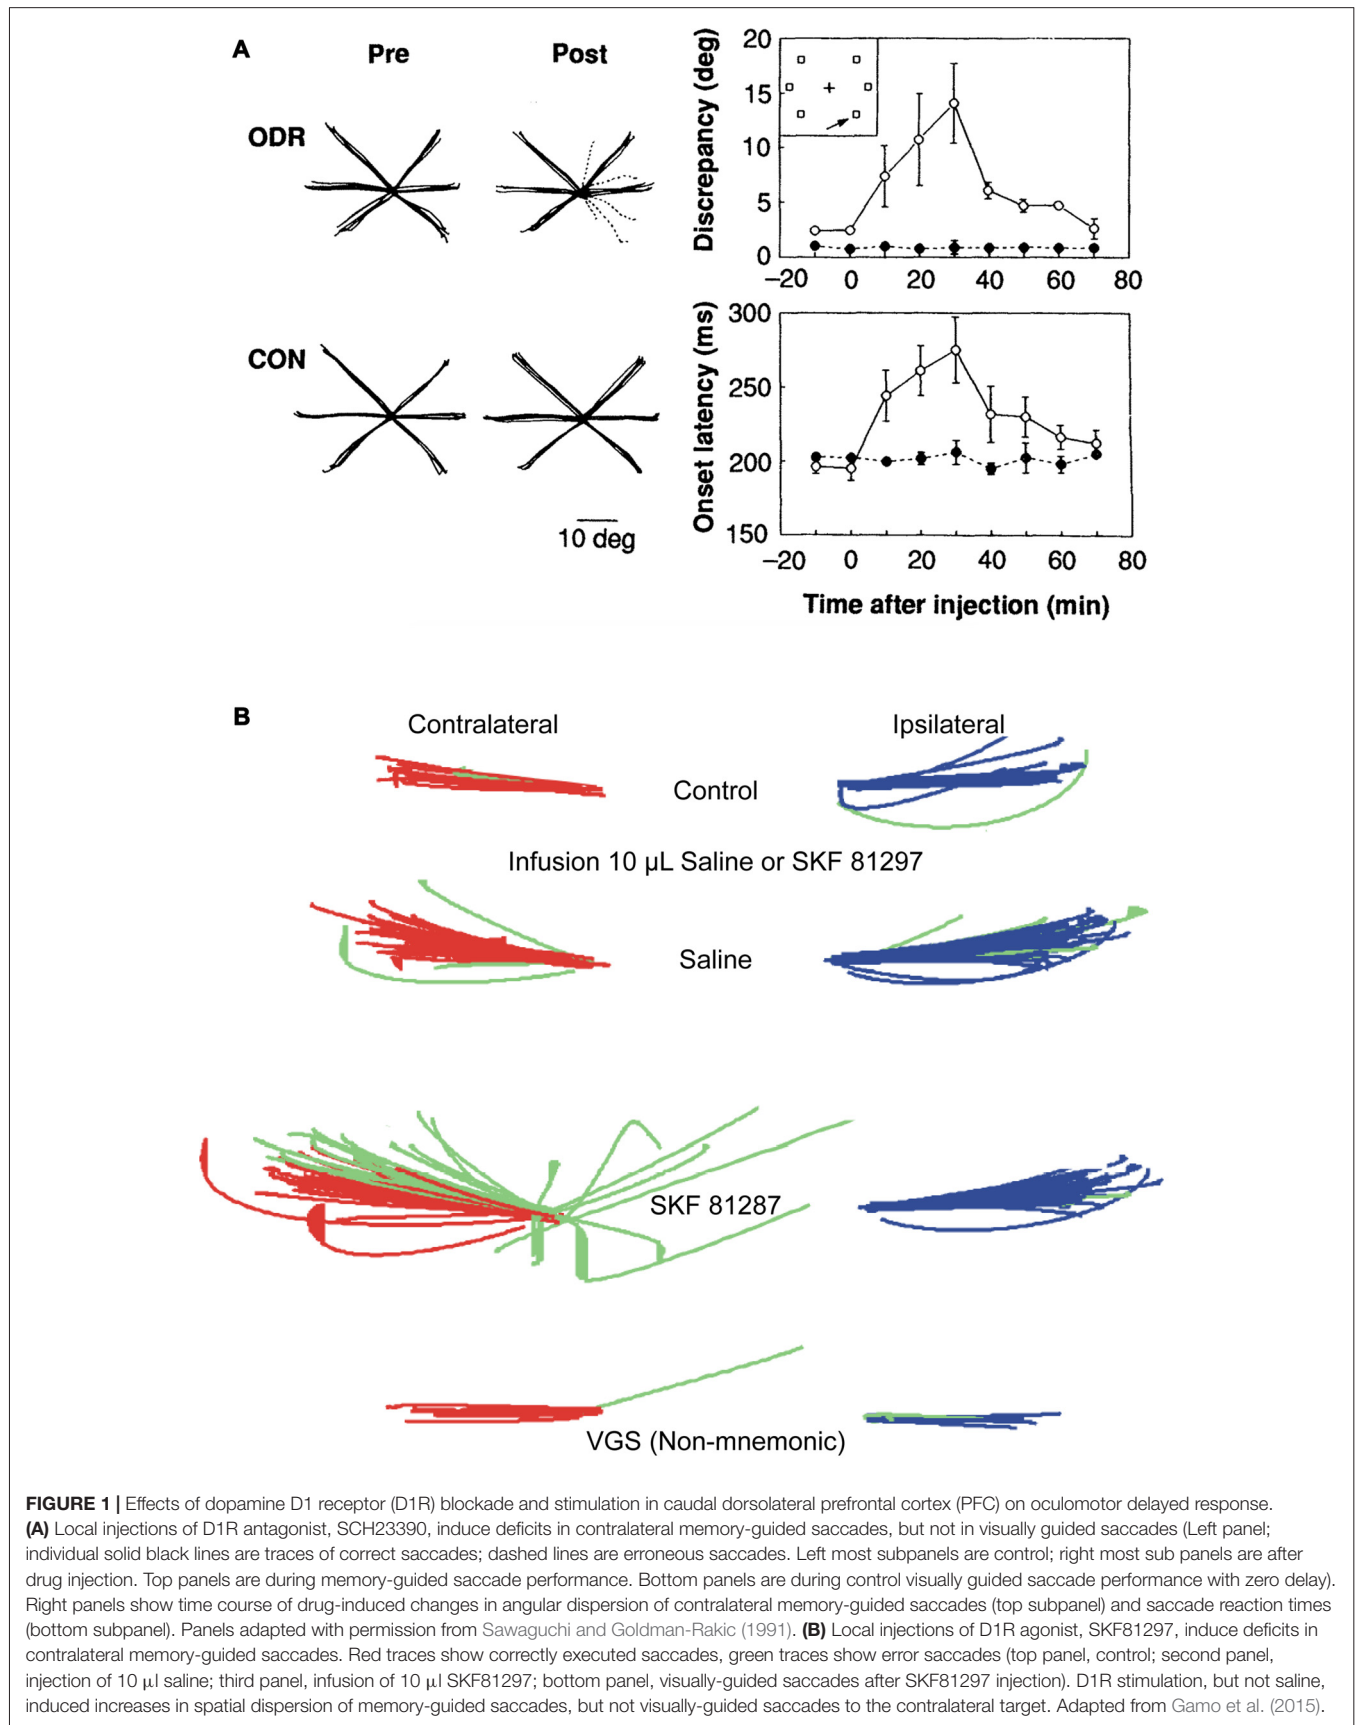 A
Pre
Post
ODR
CON
10 deg
Discrepancy (deg)
20
15
10
5
0
−20 0 20 40 60 80
Onset latency (ms)
300
250
200
150
−20 0 20 40 60 80
Time after injection (min)
B
Contralateral
Ipsilateral
Control
Infusion 10 µL Saline or SKF 81297
Saline
SKF 81287
VGS (Non-mnemonic)
FIGURE 1 | Effects of dopamine D1 receptor (D1R) blockade and stimulation in caudal dorsolateral prefrontal cortex (PFC) on oculomotor delayed response.
(A) Local injections of D1R antagonist, SCH23390, induce deficits in contralateral memory-guided saccades, but not in visually guided saccades (Left panel;
individual solid black lines are traces of correct saccades; dashed lines are erroneous saccades. Left most subpanels are control; right most sub panels are after
drug injection. Top panels are during memory-guided saccade performance. Bottom panels are during control visually guided saccade performance with zero delay).
Right panels show time course of drug-induced changes in angular dispersion of contralateral memory-guided saccades (top subpanel) and saccade reaction times
(bottom subpanel). Panels adapted with permission from Sawaguchi and Goldman-Rakic (1991). (B) Local injections of D1R agonist, SKF81297, induce deficits in
contralateral memory-guided saccades. Red traces show correctly executed saccades, green traces show error saccades (top panel, control; second panel,
injection of 10 µl saline; third panel, infusion of 10 µl SKF81297; bottom panel, visually-guided saccades after SKF81297 injection). D1R stimulation, but not saline,
induced increases in spatial dispersion of memory-guided saccades, but not visually-guided saccades to the contralateral target. Adapted from Gamo et al. (2015).